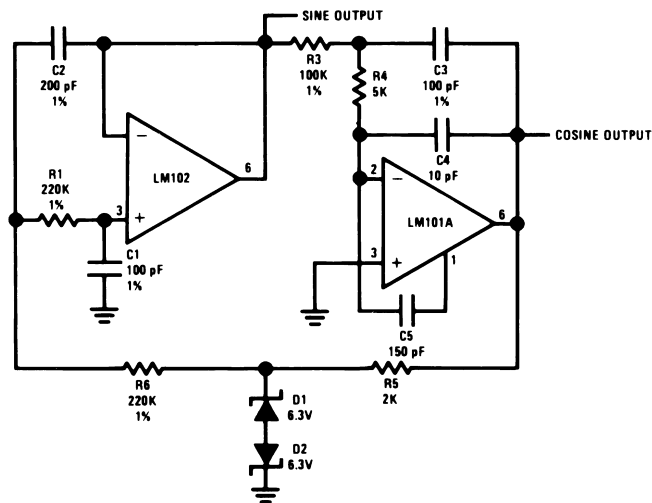 SINE OUTPUT
C2
200 pF
1%
R3
100K
1%
R4
5K
C3
100 pF
1%
COSINE OUTPUT
C4
10 pF
R1
220K
1%
LM102
−
+
3
6
C1
100 pF
1%
2
3
−
+
LM101A
6
1
C5
150 pF
R6
220K
1%
R5
2K
D1
6.3V
D2
6.3V